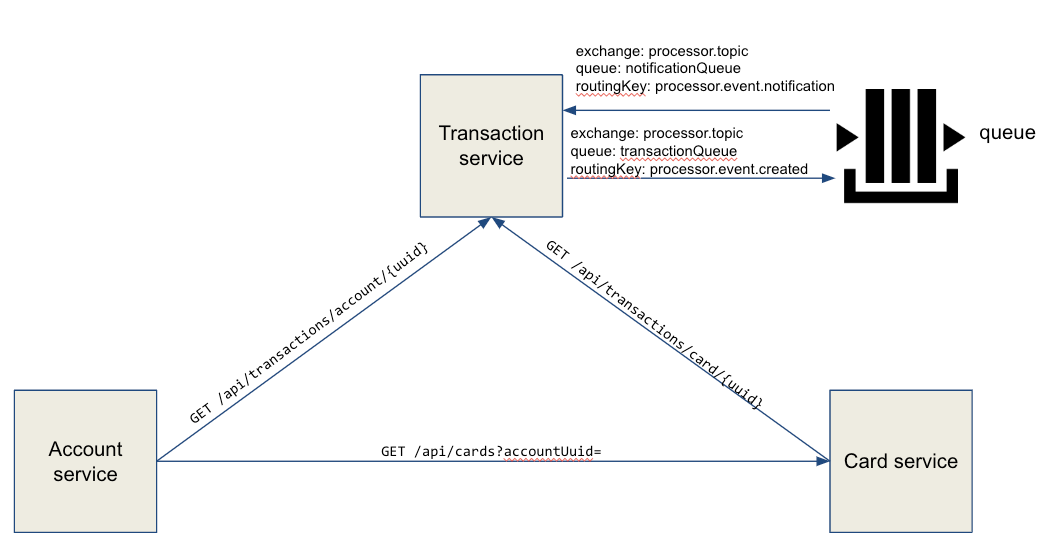 exchange: processor.topic
queue: notificationQueue
routingKey: processor.event.notification
Transaction
service
exchange: processor.topic
queue: transactionQueue
routingKey: processor.event.created
queue
GET /api/transactions/account/{uuid}
GET /api/transactions/card/{uuid}
Account
service
GET /api/cards?accountUuid=
Card service